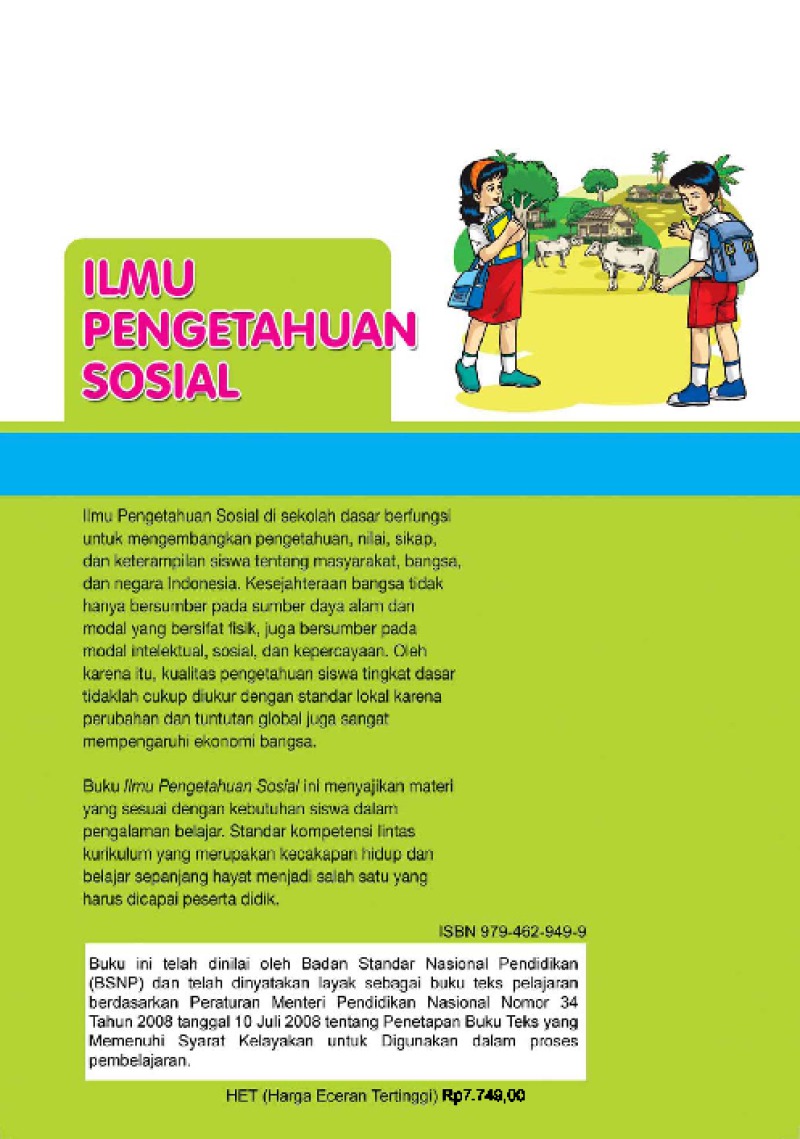 ILMU
PENGETAHUAN
SOSIAL
Ilmu Pengetahuan Sosial di sekolah dasar berfungsi
untuk mengembangkan pengetahuan, nilai, sikap,
dan keterampilan siswa tentang masyarakat, bangsa,
dan negara Indonesia. Kesejahteraan bangsa tidak
hanya bersumber pada sumber daya alam dan
modal yang bersifat fisik, juga bersumber pada
modal intelektual, sosial, dan kepercayaan. Oleh
karena itu, kualitas pengetahuan siswa tingkat dasar
tidaklah cukup diukur dengan standar lokal karena
perubahan dan tuntutan global juga sangat
mempengaruhi ekonomi bangsa.
Buku Ilmu Pengetahuan Sosial ini menyajikan materi
yang sesuai dengan kebutuhan siswa dalam
pengalaman belajar. Standar kompetensi lintas
kurikulum yang merupakan kecakapan hidup dan
belajar sepanjang hayat menjadi salah satu yang
harus dicapai peserta didik.
ISBN 979-462-949-9
Buku ini telah dinilai oleh Badan Standar Nasional Pendidikan
(BSNP) dan telah dinyatakan layak sebagai buku teks pelajaran
berdasarkan Peraturan Menteri Pendidikan Nasional Nomor 34
Tahun 2008 tanggal 10 Juli 2008 tentang Penetapan Buku Teks yang
Memenuhi Syarat Kelayakan untuk Digunakan dalam proses
pembelajaran.
HET (Harga Eceran Tertinggi) Rp7.749,00